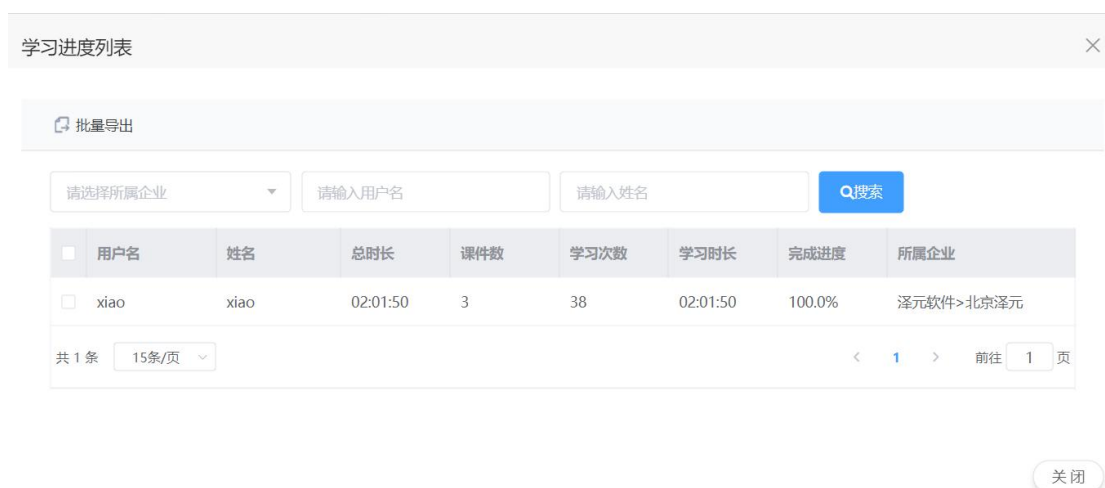 学习进度列表
批量导出
请选择所属企业 请输入用户名 请输入姓名 搜索
用户名 姓名 总时长 课件数 学习次数 学习时长 完成进度 所属企业
xiao xiao 02:01:50 3 38 02:01:50 100.0% 泽元软件>北京泽元
共 1 条 15条/页 < 1 > 前往 1 页
关闭